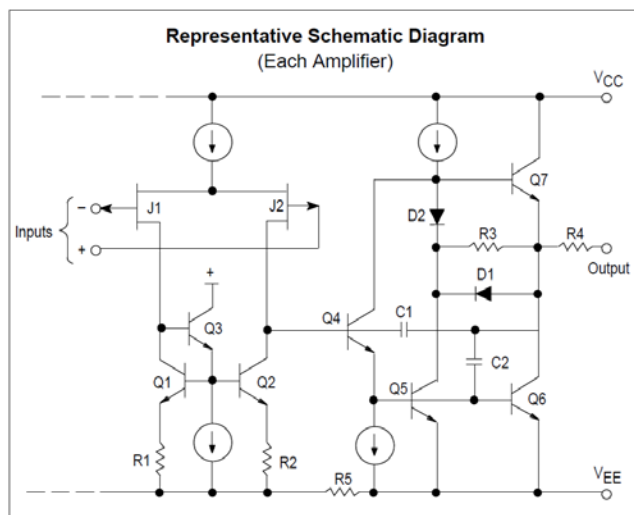 Representative Schematic Diagram
(Each Amplifier)
VCC
Q7
J1
J2
D2
−
Inputs
+
R3
R4
Output
+
D1
Q3
Q4
C1
C2
Q1
Q2
Q5
Q6
R1
R2
R5
VEE